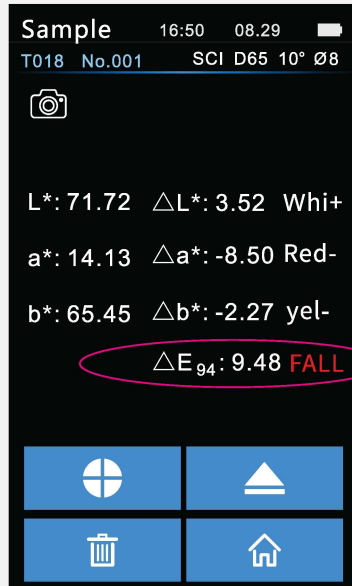 Sample 16:50 08.29
T018 No.001 SCI D65 10° Ø8
L*: 71.72 △L*: 3.52 Whi+
a*: 14.13 △a*: -8.50 Red-
b*: 65.45 △b*: -2.27 yel-
△E94: 9.48 FALL